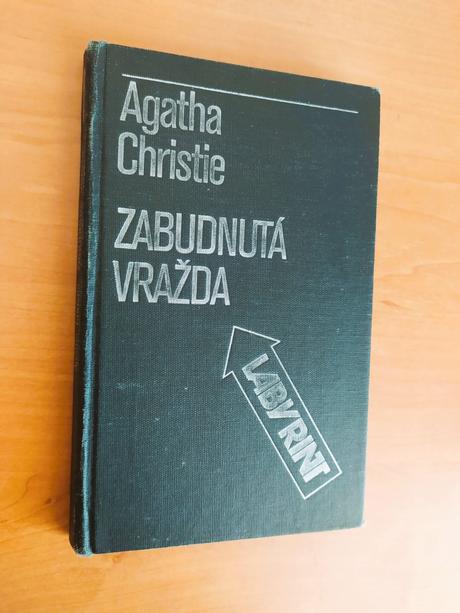 Agatha
Christie
ZABUDNUTÁ
VRAŽDA
LABYRINT